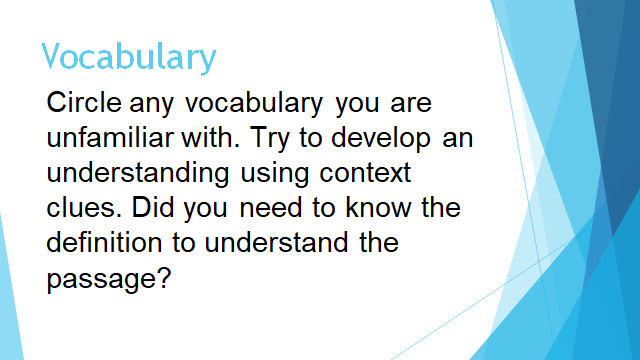 Vocabulary
Circle any vocabulary you are
unfamiliar with. Try to develop an
understanding using context
clues. Did you need to know the
definition to understand the
passage?